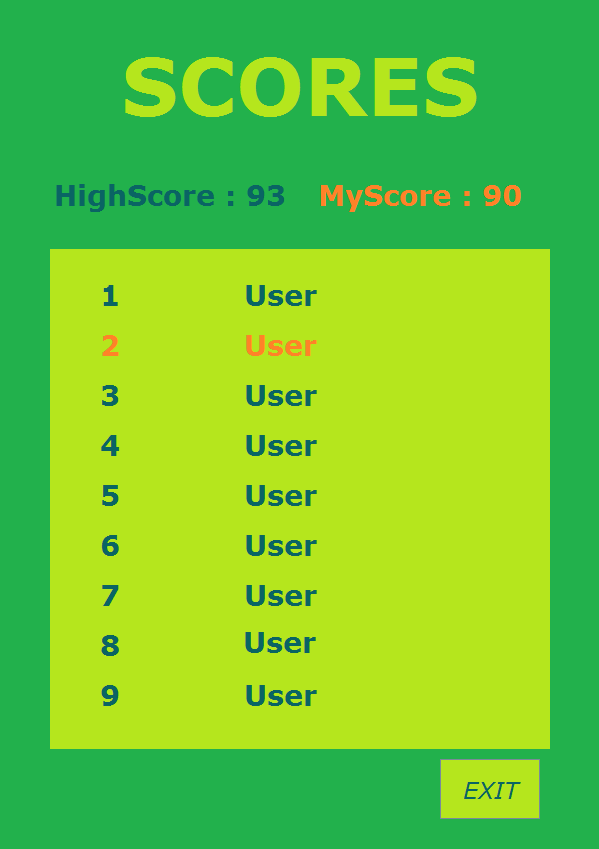 SCORES
HighScore : 93 MyScore : 90
1 User
2 User
3 User
4 User
5 User
6 User
7 User
8 User
9 User
EXIT